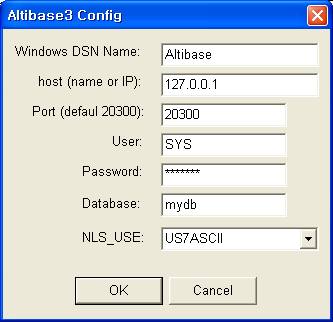 Altibase3 Config
Windows DSN Name: Altibase
host (name or IP): 127.0.0.1
Port (defaul 20300): 20300
User: SYS
Password: *******
Database: mydb
NLS_USE: US7ASCII
OK Cancel